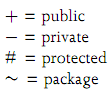 + = public
− = private
# = protected
~ = package